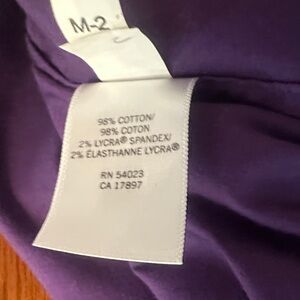 M-2
98% COTTON/
98% COTON
2% LYCRA® SPANDEX/
2% ÉLASTHANNE LYCRA®
RN 54023
CA 17897